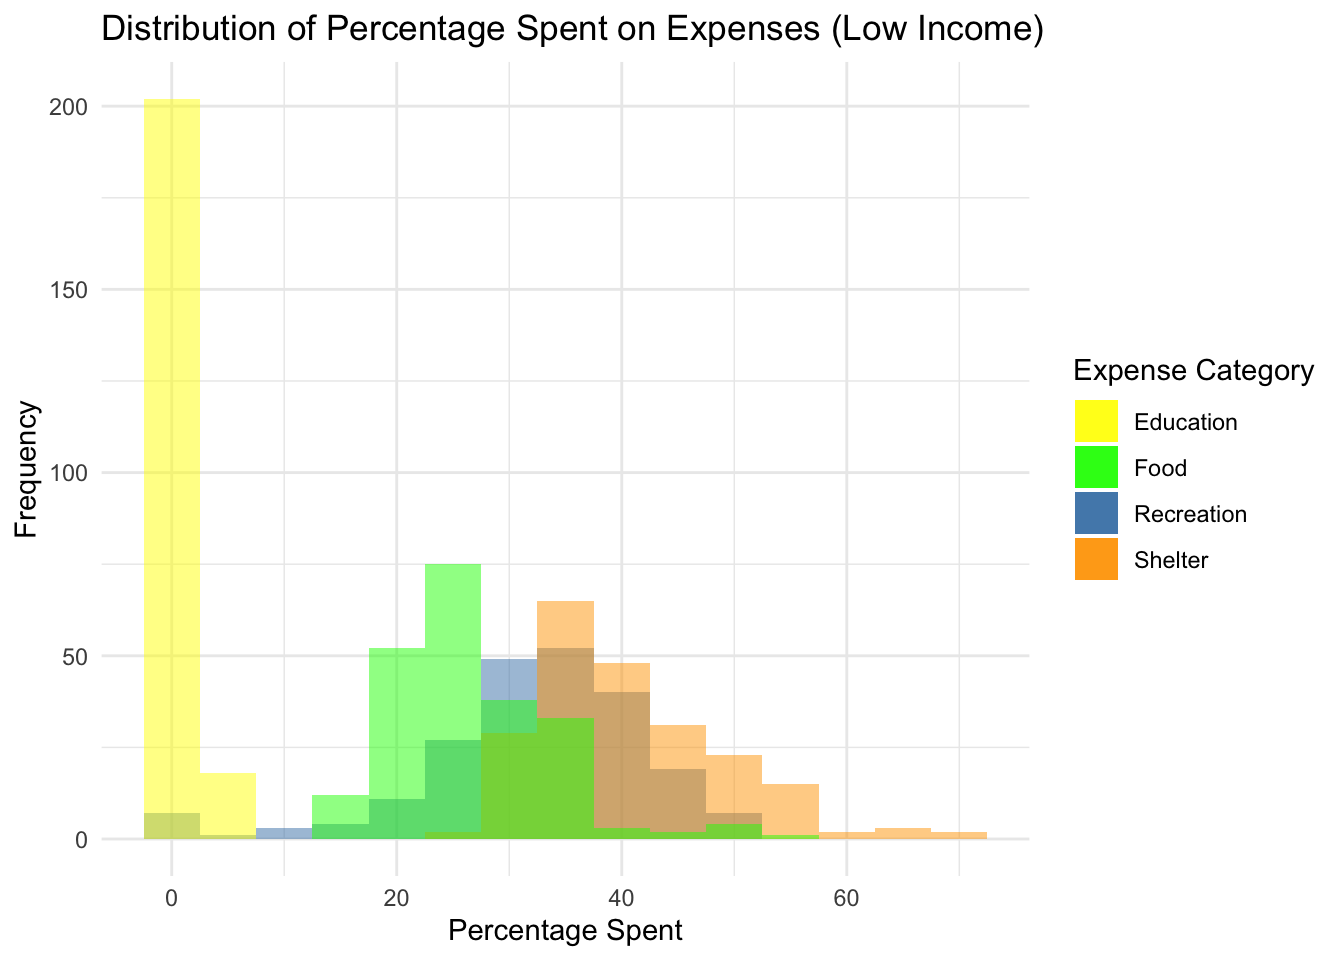 Distribution of Percentage Spent on Expenses (Low Income)
200
150
100
50
0
Frequency
0 20 40 60
Percentage Spent
Expense Category
Education
Food
Recreation
Shelter